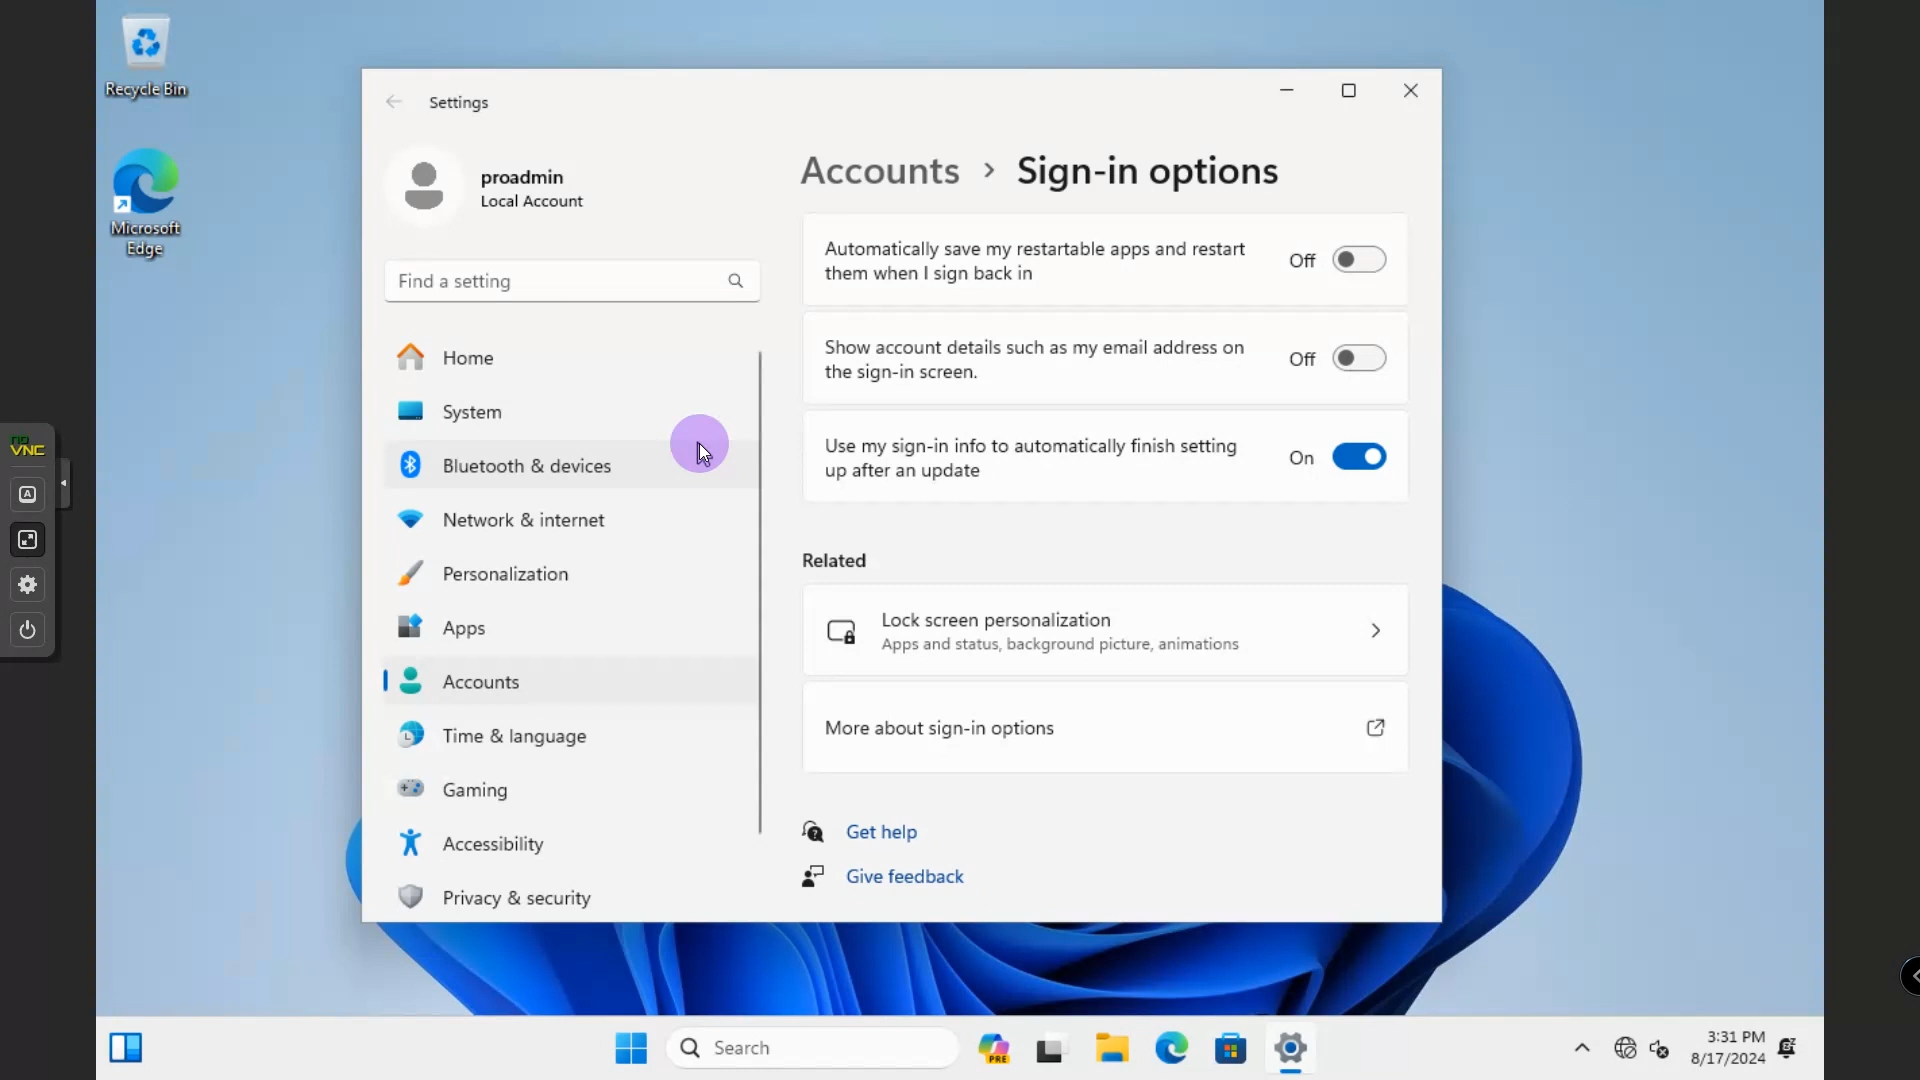 Recycle Bin
Microsoft
Edge
no
VNC
A
Settings
proadmin
Local Account
Find a setting
Home
System
Bluetooth & devices
Network & internet
Personalization
Apps
Accounts
Time & language
Gaming
Accessibility
Privacy & security
Accounts > Sign-in options
Automatically save my restartable apps and restart
them when I sign back in
Off
Show account details such as my email address on
the sign-in screen.
Off
Use my sign-in info to automatically finish setting
up after an update
On
Related
Lock screen personalization
Apps and status, background picture, animations
More about sign-in options
Get help
Give feedback
Search
PRE
3:31 PM
8/17/2024